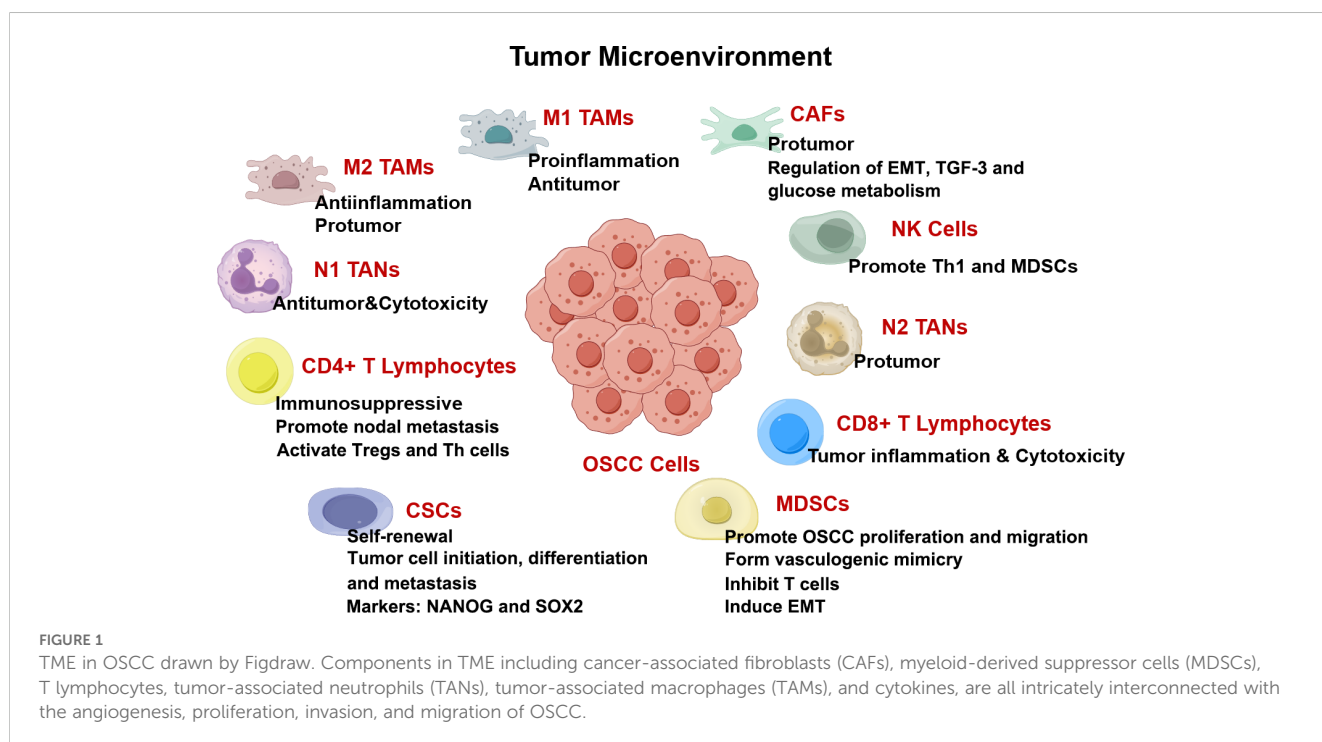 Tumor Microenvironment
M1 TAMs
Proinflammation
Antitumor
CAFs
Protumor
Regulation of EMT, TGF-3 and
glucose metabolism
M2 TAMs
Antiinflammation
Protumor
NK Cells
Promote Th1 and MDSCs
N1 TANs
Antitumor&Cytotoxicity
N2 TANs
Protumor
CD4+ T Lymphocytes
Immunosuppressive
Promote nodal metastasis
Activate Tregs and Th cells
CD8+ T Lymphocytes
Tumor inflammation & Cytotoxicity
OSCC Cells
CSCs
Self-renewal
Tumor cell initiation, differentiation
and metastasis
Markers: NANOG and SOX2
MDSCs
Promote OSCC proliferation and migration
Form vasculogenic mimicry
Inhibit T cells
Induce EMT
FIGURE 1
TME in OSCC drawn by Figdraw. Components in TME including cancer-associated fibroblasts (CAFs), myeloid-derived suppressor cells (MDSCs),
T lymphocytes, tumor-associated neutrophils (TANs), tumor-associated macrophages (TAMs), and cytokines, are all intricately interconnected with
the angiogenesis, proliferation, invasion, and migration of OSCC.